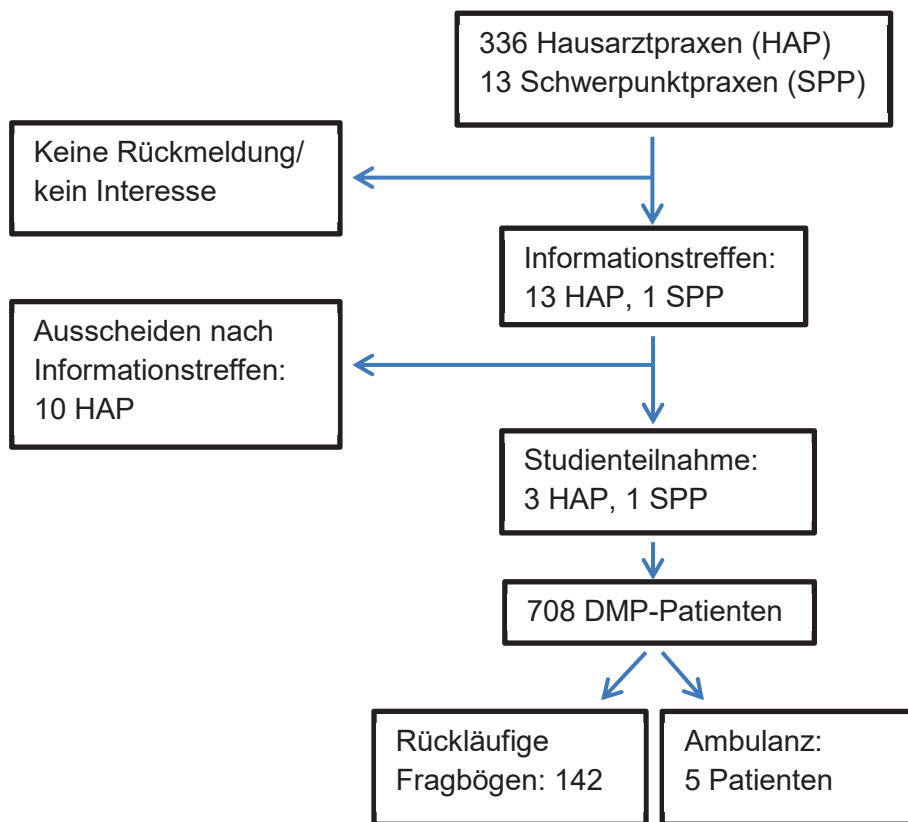 336 Hausarztpraxen (HAP)
13 Schwerpunktpraxen (SPP)
Keine Rückmeldung/
kein Interesse
Informationstreffen:
13 HAP, 1 SPP
Ausscheiden nach
Informationstreffen:
10 HAP
Studienteilnahme:
3 HAP, 1 SPP
708 DMP-Patienten
Rückläufige
Fragbögen: 142
Ambulanz:
5 Patienten